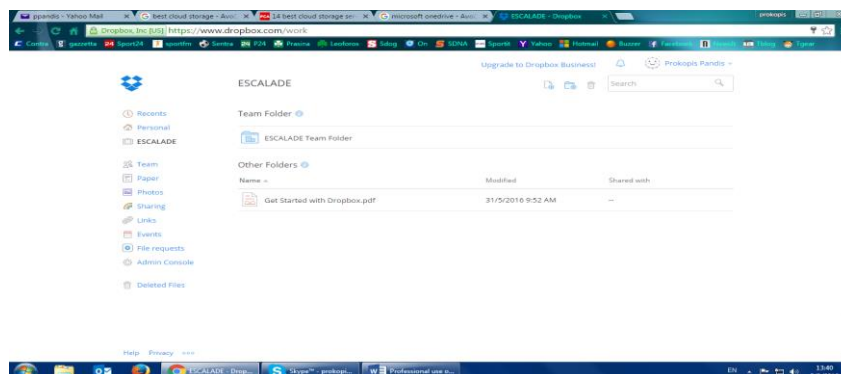 ppandis - Yahoo Mail
best cloud storage - Avo
14 best cloud storage ser
microsoft onedrive - Avo
ESCALADE - Dropbox
prokopis
Dropbox, Inc [US] https://www.dropbox.com/work
Contra gazzetta Sport24 sportfm Sentra P24 Prasina Leoforos Sdog On SDNA Sportit Yahoo Hotmail Buzzer Facebook Tblog Tgear
Upgrade to Dropbox Business!
Prokopis Pandis
ESCALADE
Search
Recents
Personal
ESCALADE
Team
Paper
Photos
Sharing
Links
Events
File requests
Admin Console
Deleted Files
Team Folder
ESCALADE Team Folder
Other Folders
Name Modified Shared with
Get Started with Dropbox.pdf 31/5/2016 9:52 AM --
Help Privacy
ESCALADE - Drop... Skype™ - prokopi... Professional use o...
EN
13:40